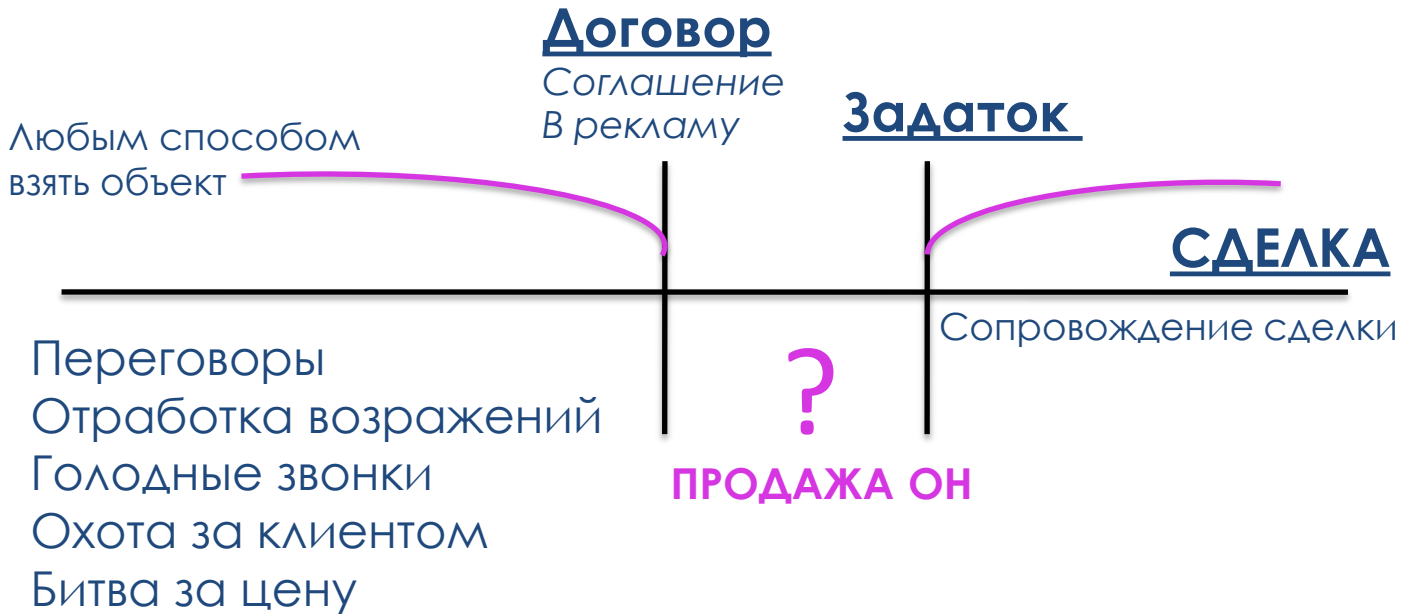 Договор
Соглашение
В рекламу
Задаток
Любым способом
взять объект
СДЕЛКА
Сопровождение сделки
Переговоры
Отработка возражений
Голодные звонки
Охота за клиентом
Битва за цену
?
ПРОДАЖА ОН